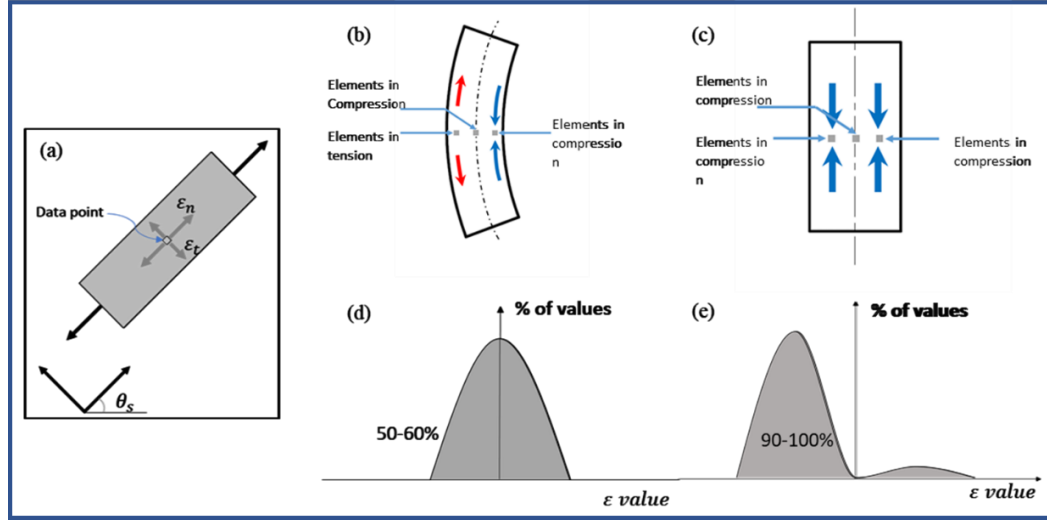 (a)
Data point
εₙ
εₜ
θₛ
(b)
Elements in
Compression
Elements in
tension
Elements in
compressio
n
(c)
Elements in
compression
Elements in
compressio
n
Elements in
compression
(d)
% of values
50-60%
ε value
(e)
% of values
90-100%
ε value